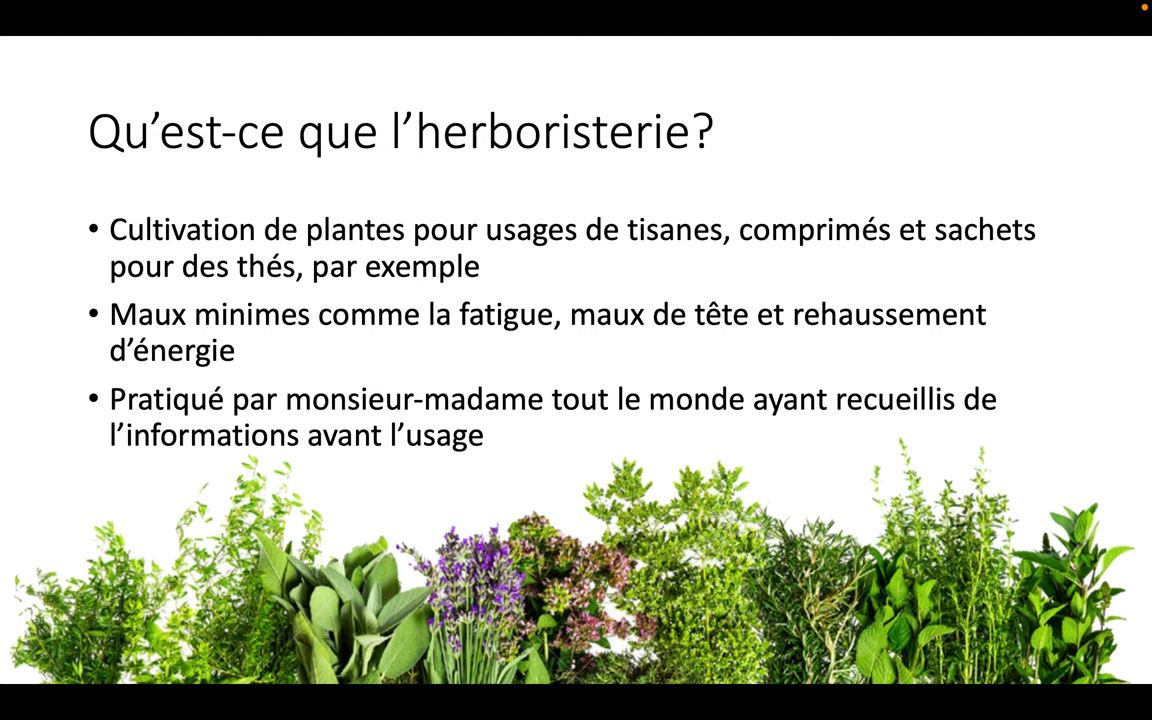 Qu’est-ce que l’herboristerie?
• Cultivation de plantes pour usages de tisanes, comprimés et sachets
pour des thés, par exemple
• Maux minimes comme la fatigue, maux de tête et rehaussement
d’énergie
• Pratiqué par monsieur-madame tout le monde ayant recueillis de
l’informations avant l’usage